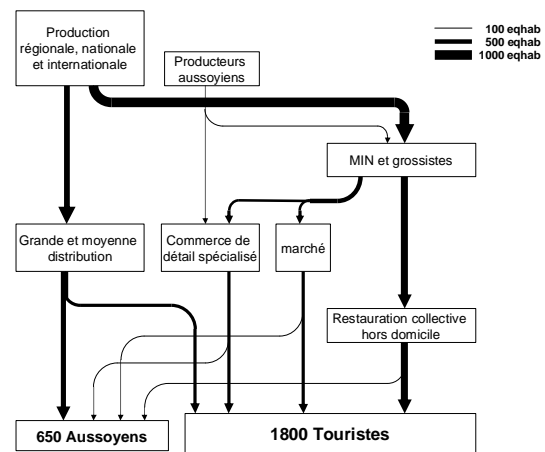 Production
régionale, nationale
et internationale
Producteurs
aussoyiens
100 eqhab
500 eqhab
1000 eqhab
MIN et grossistes
Grande et moyenne
distribution
Commerce de
détail spécialisé
marché
Restauration collective
hors domicile
650 Aussoyens
1800 Touristes